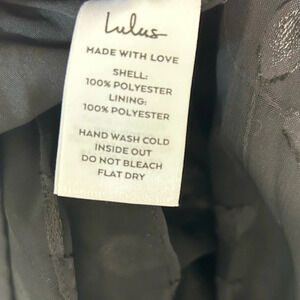 Lulus
MADE WITH LOVE
SHELL:
100% POLYESTER
LINING:
100% POLYESTER
HAND WASH COLD
INSIDE OUT
DO NOT BLEACH
FLAT DRY